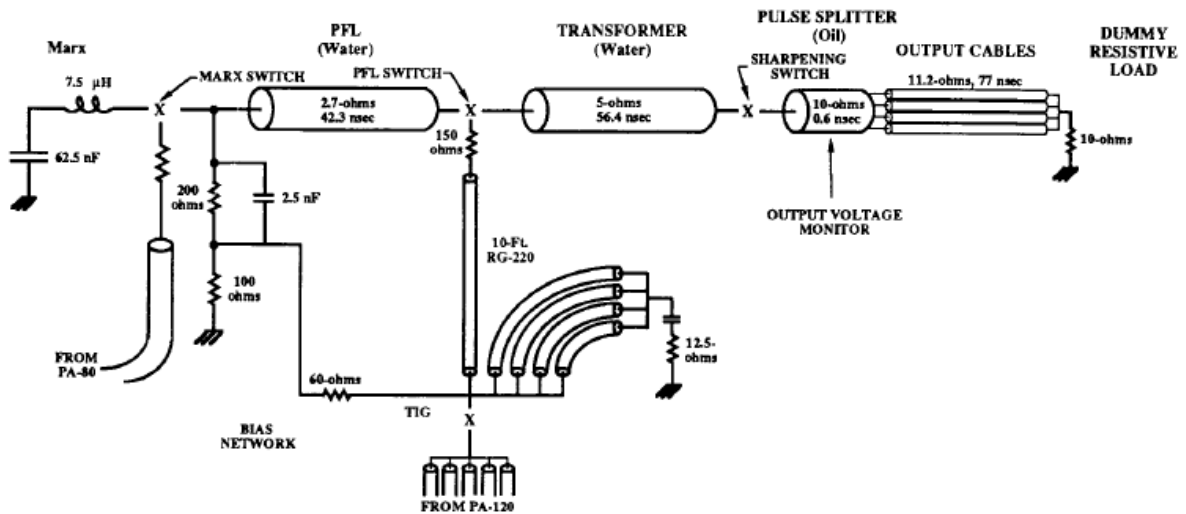 Marx
7.5 μH
MARX SWITCH
62.5 nF
PFL
(Water)
2.7-ohms
42.3 nsec
PFL SWITCH
TRANSFORMER
(Water)
5-ohms
56.4 nsec
PULSE SPLITTER
(Oil)
SHARPENING
SWITCH
10-ohms
0.6 nsec
OUTPUT CABLES
11.2-ohms, 77 nsec
DUMMY
RESISTIVE
LOAD
10-ohms
OUTPUT VOLTAGE
MONITOR
X
X
X
150
ohms
200
ohms
2.5 nF
100
ohms
10-Ft.
RG-220
12.5-
ohms
FROM
PA-80
60-ohms
TIG
X
BIAS
NETWORK
FROM PA-120